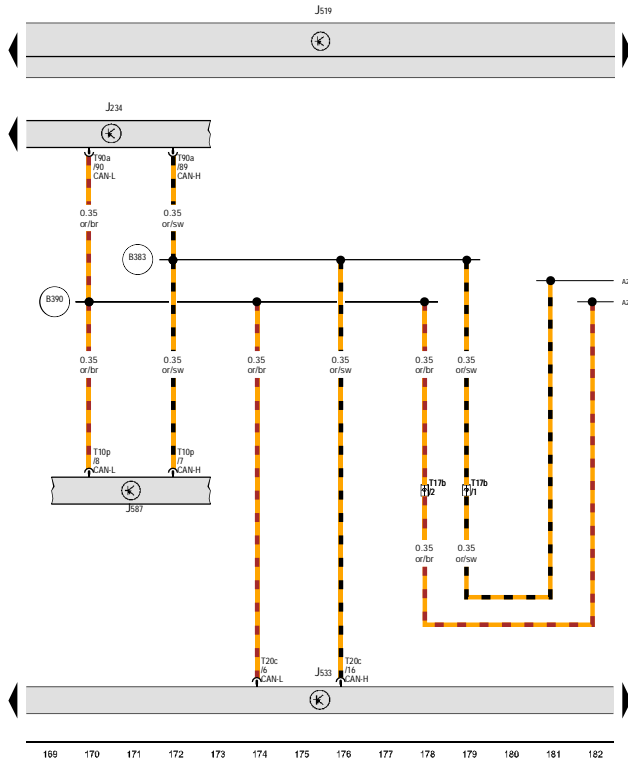 J519
J234
T90a
/90
CAN-L
T90a
/89
CAN-H
0.35
or/br
0.35
or/sw
B383
B390
0.35
or/br
0.35
or/sw
0.35
or/br
0.35
or/sw
0.35
or/br
0.35
or/sw
T10p
/8
CAN-L
T10p
/7
CAN-H
J587
T17b
/2
T17b
/1
0.35
or/br
0.35
or/sw
T20c
/6
CAN-L
J533
T20c
/16
CAN-H
169 170 171 172 173 174 175 176 177 178 179 180 181 182